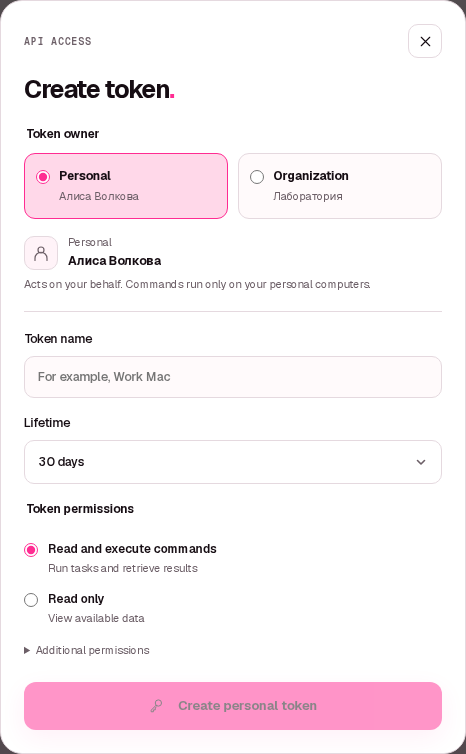 API ACCESS
Create token.
Token owner
Personal
Алиса Волкова
Organization
Лаборатория
Personal
Алиса Волкова
Acts on your behalf. Commands run only on your personal computers.
Token name
For example, Work Mac
Lifetime
30 days
Token permissions
Read and execute commands
Run tasks and retrieve results
Read only
View available data
Additional permissions
Create personal token